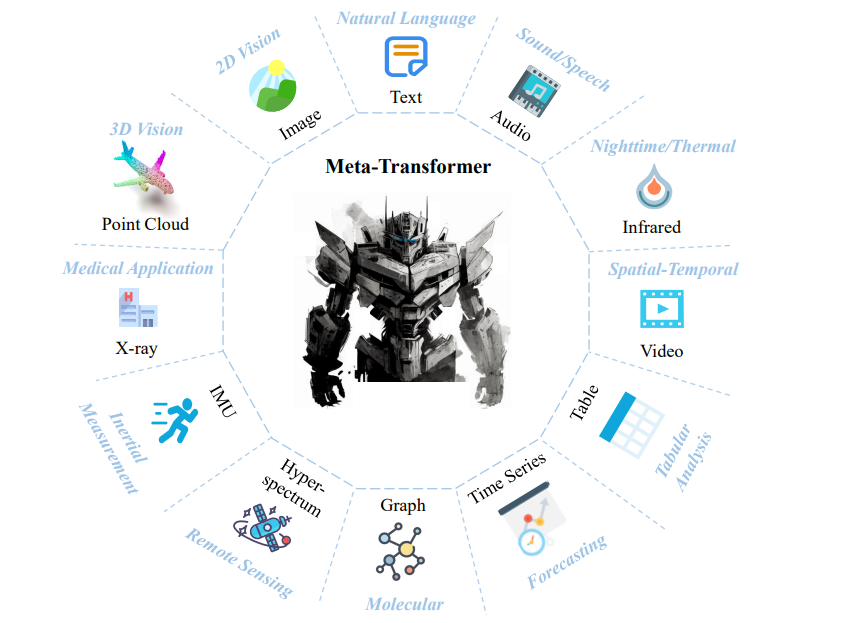 Natural Language
Text
Sound/Speech
Audio
Nighttime/Thermal
Infrared
Spatial-Temporal
Video
Tabular
Analysis
Table
Forecasting
Time Series
Molecular
Graph
Remote Sensing
Hyper-
spectrum
Inertial
Measurement
IMU
Medical Application
X-ray
3D Vision
Point Cloud
2D Vision
Image
Meta-Transformer
H